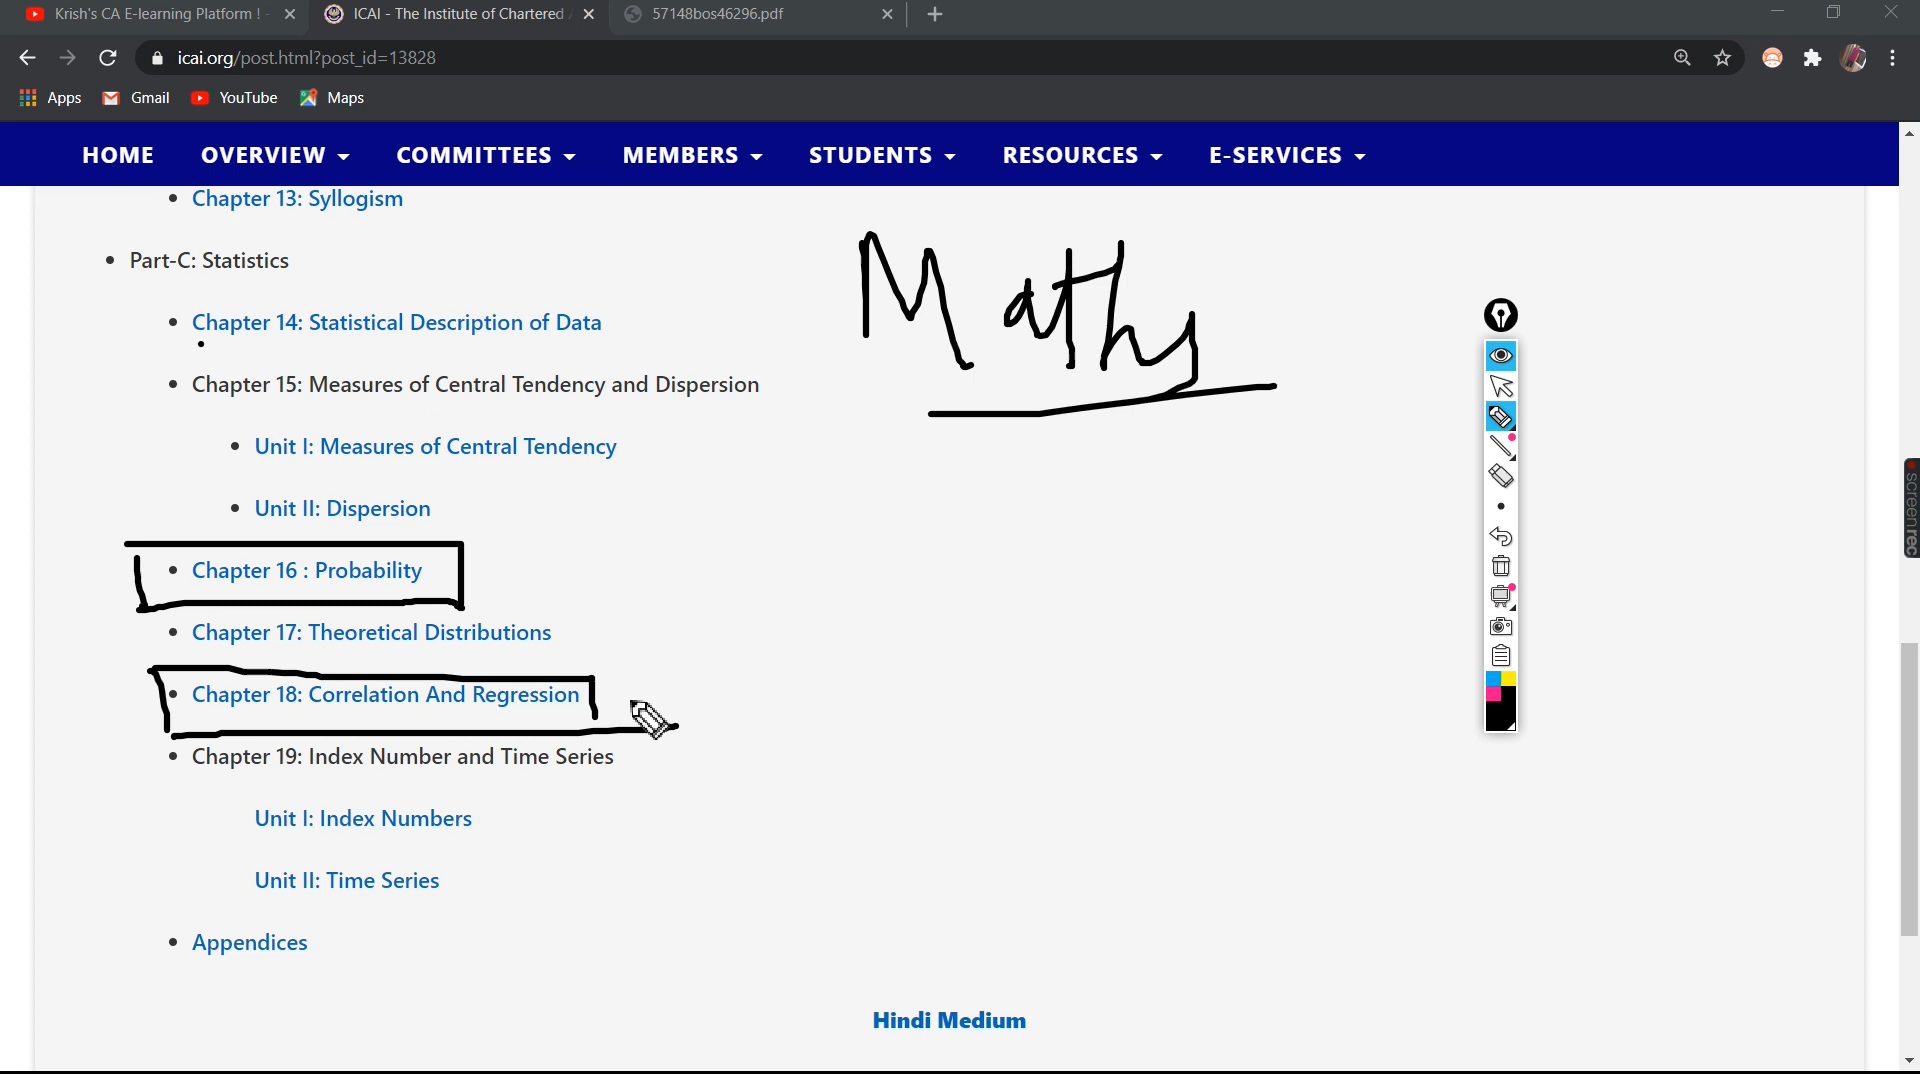 Krish's CA E-learning Platform ! -
ICAI - The Institute of Chartered
57148bos46296.pdf
icai.org/post.html?post_id=13828
Apps Gmail YouTube Maps
HOME OVERVIEW COMMITTEES MEMBERS STUDENTS RESOURCES E-SERVICES
Chapter 13: Syllogism
Part-C: Statistics
Maths
Chapter 14: Statistical Description of Data
Chapter 15: Measures of Central Tendency and Dispersion
Unit I: Measures of Central Tendency
Unit II: Dispersion
Chapter 16 : Probability
Chapter 17: Theoretical Distributions
Chapter 18: Correlation And Regression
Chapter 19: Index Number and Time Series
Unit I: Index Numbers
Unit II: Time Series
Appendices
Hindi Medium
screenrec